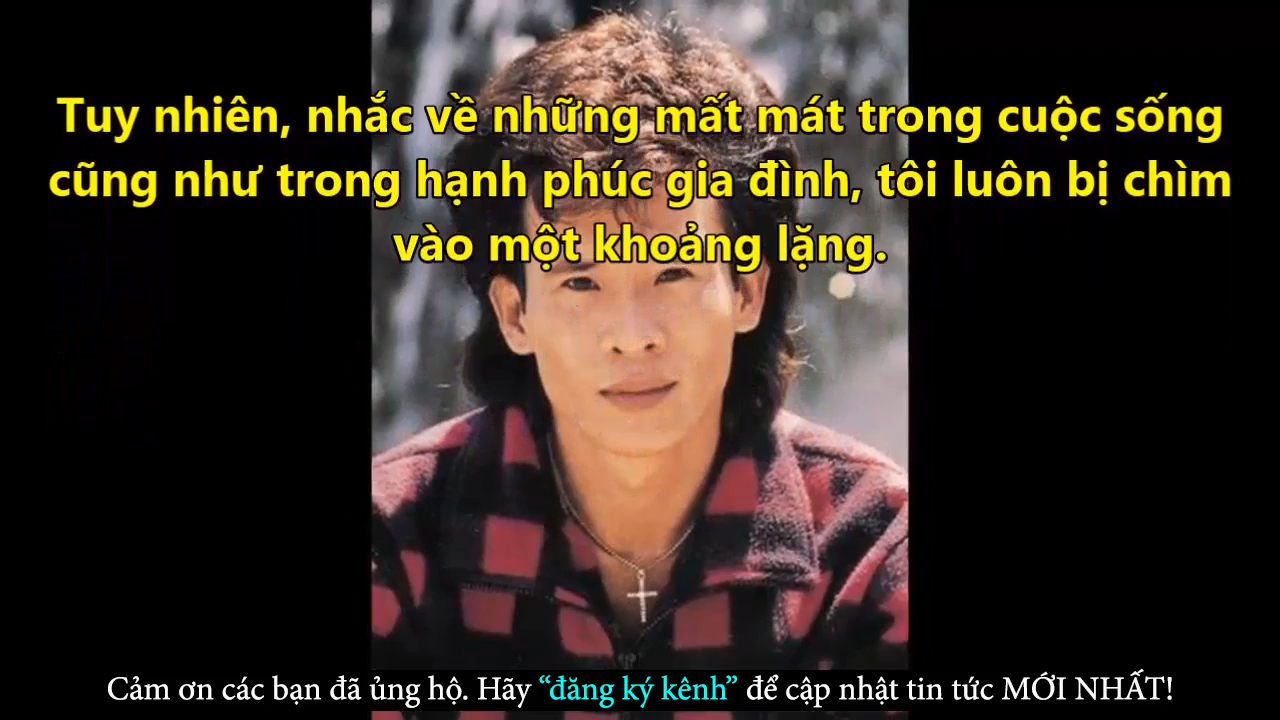 Tuy nhiên, nhắc về những mất mát trong cuộc sống
cũng như trong hạnh phúc gia đình, tôi luôn bị chìm
vào một khoảng lặng.
Cảm ơn các bạn đã ủng hộ. Hãy “đăng ký kênh” để cập nhật tin tức MỚI NHẤT!